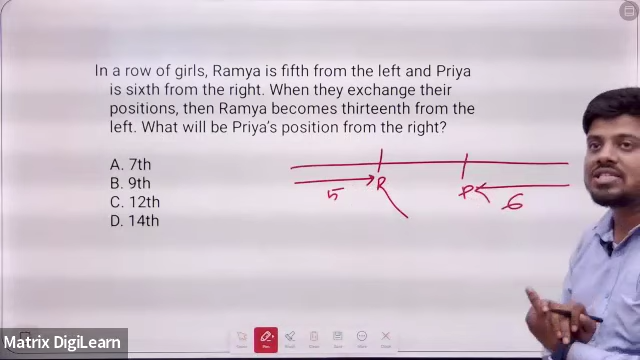 In a row of girls, Ramya is fifth from the left and Priya
is sixth from the right. When they exchange their
positions, then Ramya becomes thirteenth from the
left. What will be Priya's position from the right?
A. 7th
B. 9th
C. 12th
D. 14th
R P
5 6
Matrix DigiLearn